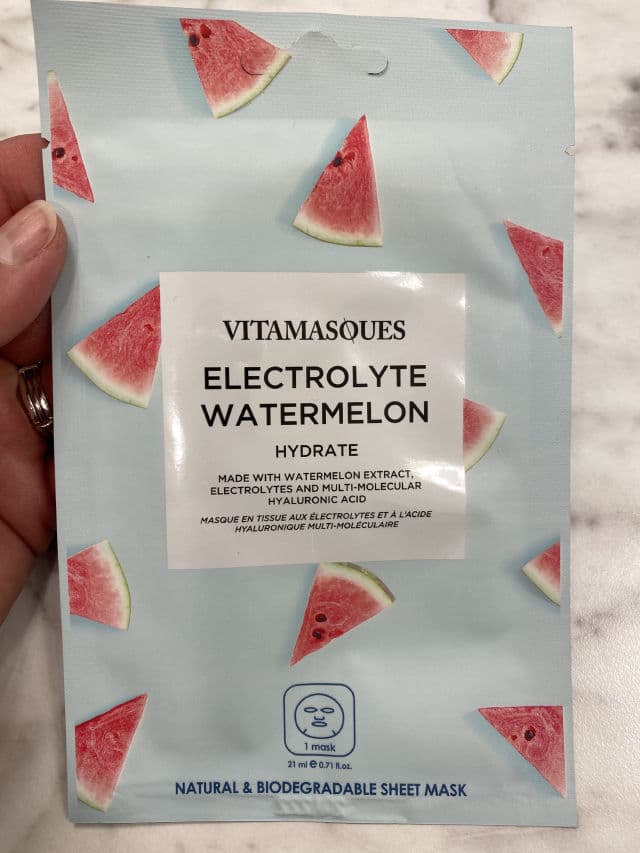 VITAMASQUES
ELECTROLYTE
WATERMELON
HYDRATE
MADE WITH WATERMELON EXTRACT,
ELECTROLYTES AND MULTI-MOLECULAR
HYALURONIC ACID
MASQUE EN TISSUE AUX ÉLECTROLYTES ET À L'ACIDE
HYALURONIQUE MULTI-MOLÉCULAIRE
1 mask
21 ml e 0.71 fl.oz.
NATURAL & BIODEGRADABLE SHEET MASK